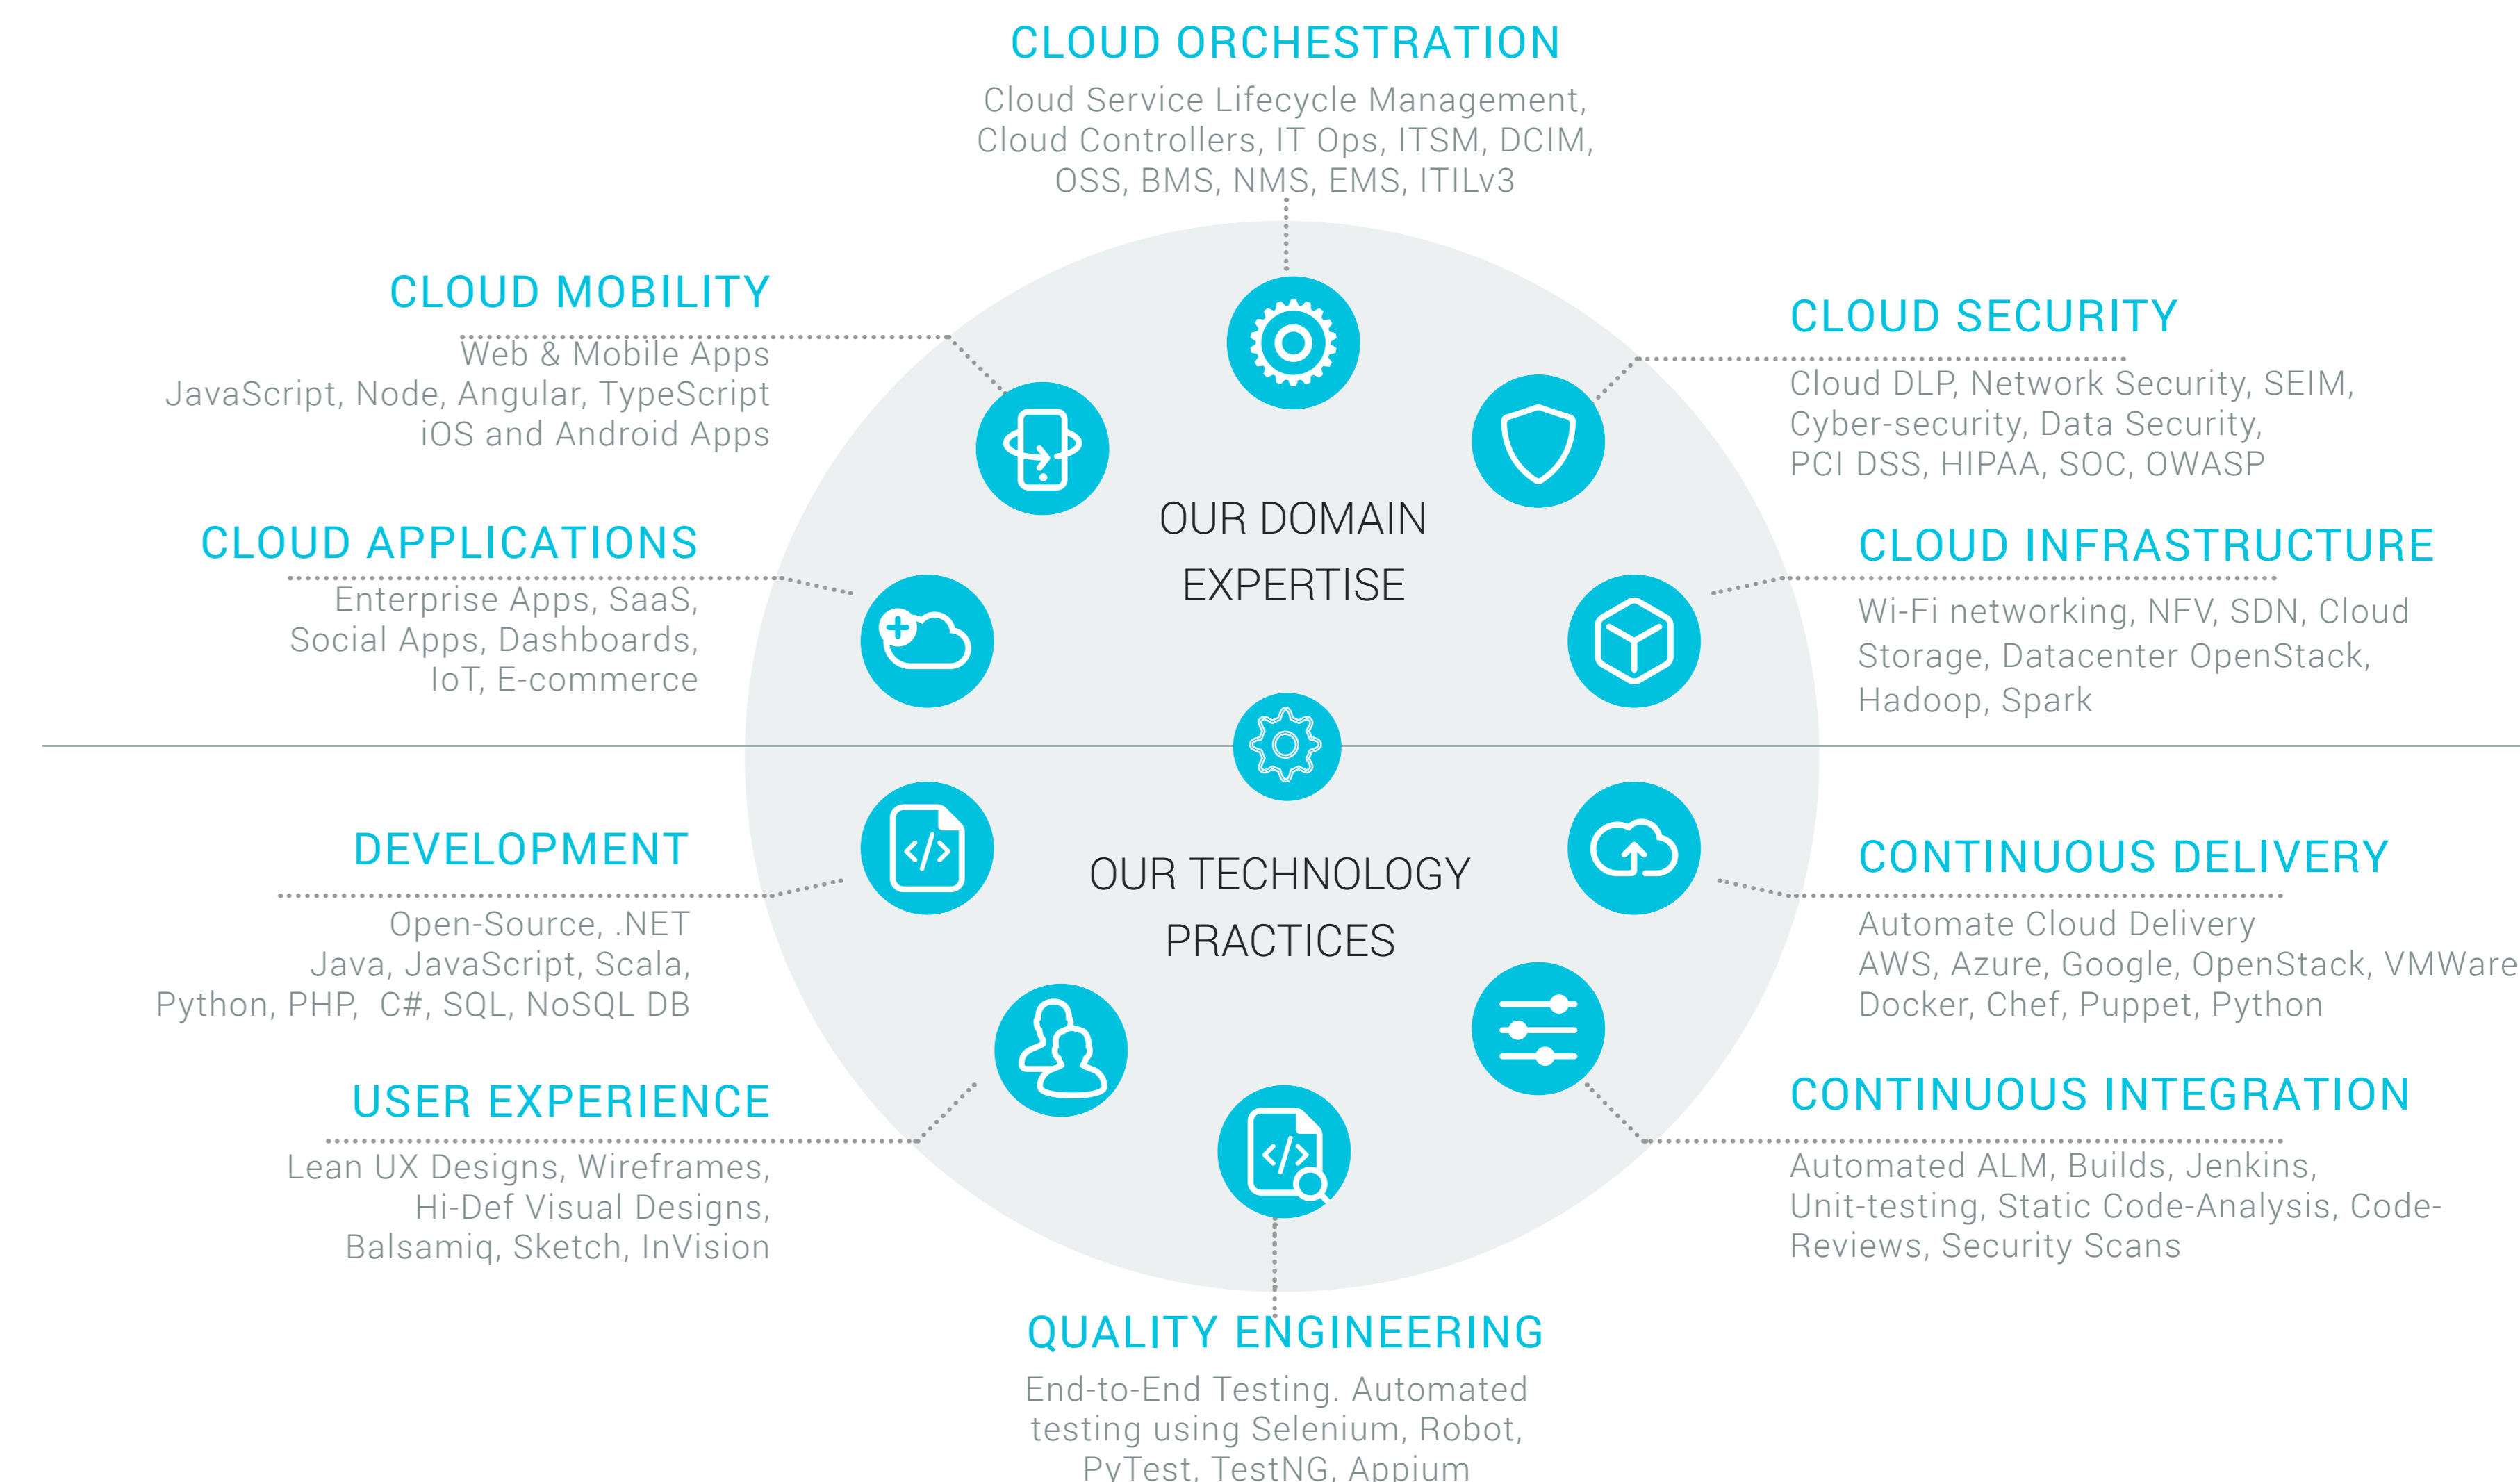 CLOUD ORCHESTRATION
Cloud Service Lifecycle Management,
Cloud Controllers, IT Ops, ITSM, DCIM,
OSS, BMS, NMS, EMS, ITILv3
CLOUD MOBILITY
Web & Mobile Apps
JavaScript, Node, Angular, TypeScript
iOS and Android Apps
CLOUD SECURITY
Cloud DLP, Network Security, SEIM,
Cyber-security, Data Security,
PCI DSS, HIPAA, SOC, OWASP
OUR DOMAIN
EXPERTISE
CLOUD APPLICATIONS
Enterprise Apps, SaaS,
Social Apps, Dashboards,
IoT, E-commerce
CLOUD INFRASTRUCTURE
Wi-Fi networking, NFV, SDN, Cloud
Storage, Datacenter OpenStack,
Hadoop, Spark
DEVELOPMENT
Open-Source, .NET
Java, JavaScript, Scala,
Python, PHP, C#, SQL, NoSQL DB
OUR TECHNOLOGY
PRACTICES
CONTINUOUS DELIVERY
Automate Cloud Delivery
AWS, Azure, Google, OpenStack, VMWare
Docker, Chef, Puppet, Python
USER EXPERIENCE
Lean UX Designs, Wireframes,
Hi-Def Visual Designs,
Balsamiq, Sketch, InVision
CONTINUOUS INTEGRATION
Automated ALM, Builds, Jenkins,
Unit-testing, Static Code-Analysis, Code-
Reviews, Security Scans
QUALITY ENGINEERING
End-to-End Testing. Automated
testing using Selenium, Robot,
PyTest, TestNG, Appium